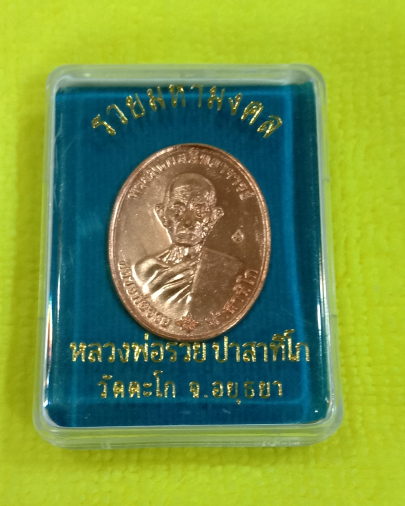 รวยมหามงคล
หลวงพ่อรวย ปาสาทิโก
วัดตะโก จ.อยุธยา